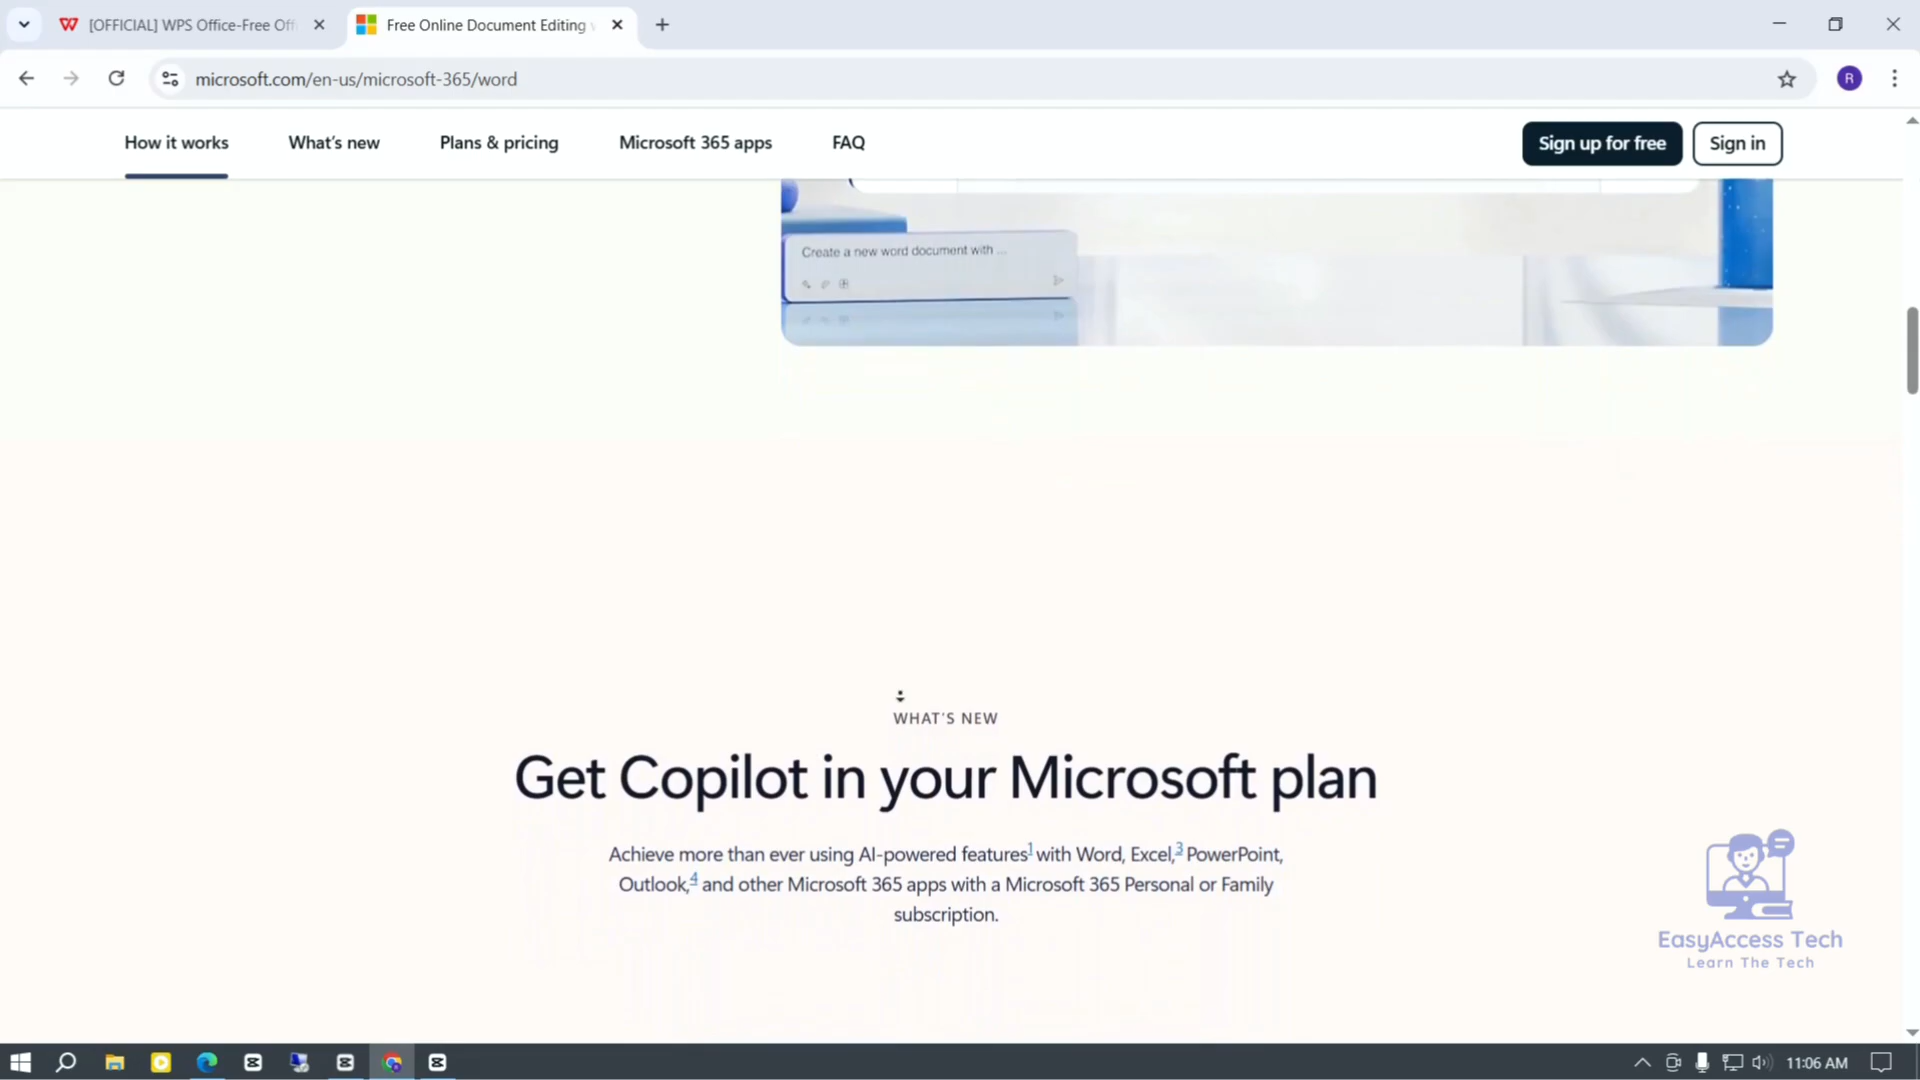 [OFFICIAL] WPS Office-Free Off
Free Online Document Editing
microsoft.com/en-us/microsoft-365/word
R
How it works
What's new
Plans & pricing
Microsoft 365 apps
FAQ
Sign up for free
Sign in
Create a new word document with ...
WHAT'S NEW
Get Copilot in your Microsoft plan
Achieve more than ever using AI-powered features1 with Word, Excel,3 PowerPoint,
Outlook,4 and other Microsoft 365 apps with a Microsoft 365 Personal or Family
subscription.
EasyAccess Tech
Learn The Tech
11:06 AM